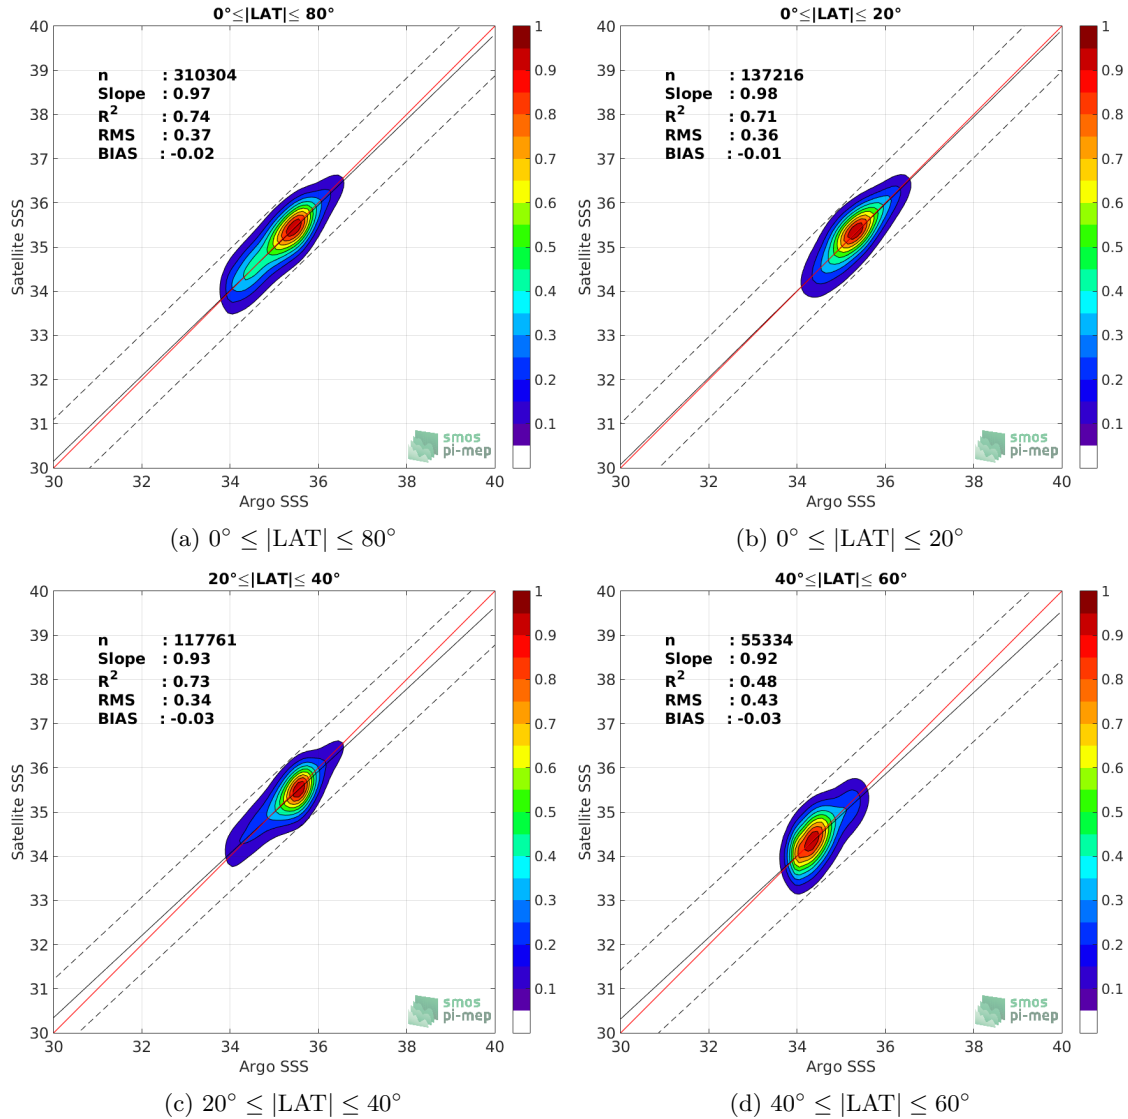 0°≤|LAT|≤ 80°
40
39
38
37
36
35
34
33
32
31
30
Satellite SSS
n : 310304
Slope : 0.97
R² : 0.74
RMS : 0.37
BIAS : -0.02
smos
pi-mep
30 32 34 36 38 40
Argo SSS
1
0.9
0.8
0.7
0.6
0.5
0.4
0.3
0.2
0.1
(a) 0° ≤ |LAT| ≤ 80°
0°≤|LAT|≤ 20°
40
39
38
37
36
35
34
33
32
31
30
Satellite SSS
n : 137216
Slope : 0.98
R² : 0.71
RMS : 0.36
BIAS : -0.01
smos
pi-mep
30 32 34 36 38 40
Argo SSS
1
0.9
0.8
0.7
0.6
0.5
0.4
0.3
0.2
0.1
(b) 0° ≤ |LAT| ≤ 20°
20°≤|LAT|≤ 40°
40
39
38
37
36
35
34
33
32
31
30
Satellite SSS
n : 117761
Slope : 0.93
R² : 0.73
RMS : 0.34
BIAS : -0.03
smos
pi-mep
30 32 34 36 38 40
Argo SSS
1
0.9
0.8
0.7
0.6
0.5
0.4
0.3
0.2
0.1
(c) 20° ≤ |LAT| ≤ 40°
40°≤|LAT|≤ 60°
40
39
38
37
36
35
34
33
32
31
30
Satellite SSS
n : 55334
Slope : 0.92
R² : 0.48
RMS : 0.43
BIAS : -0.03
smos
pi-mep
30 32 34 36 38 40
Argo SSS
1
0.9
0.8
0.7
0.6
0.5
0.4
0.3
0.2
0.1
(d) 40° ≤ |LAT| ≤ 60°